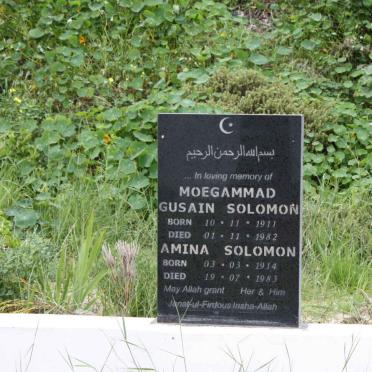 بسم الله الرحمن الرحيم
... In loving memory of
MOEGAMMAD
GUSAIN SOLOMON
BORN 10 • 11 • 1911
DIED 01 • 11 • 1982
AMINA SOLOMON
BORN 03 • 03 • 1914
DIED 19 • 07 • 1983
May Allah grant Her & Him
Janat-ul-Firdous Insha-Allah